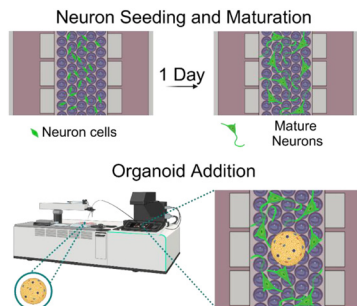 Neuron Seeding and Maturation
1 Day
Neuron cells
Mature
Neurons
Organoid Addition